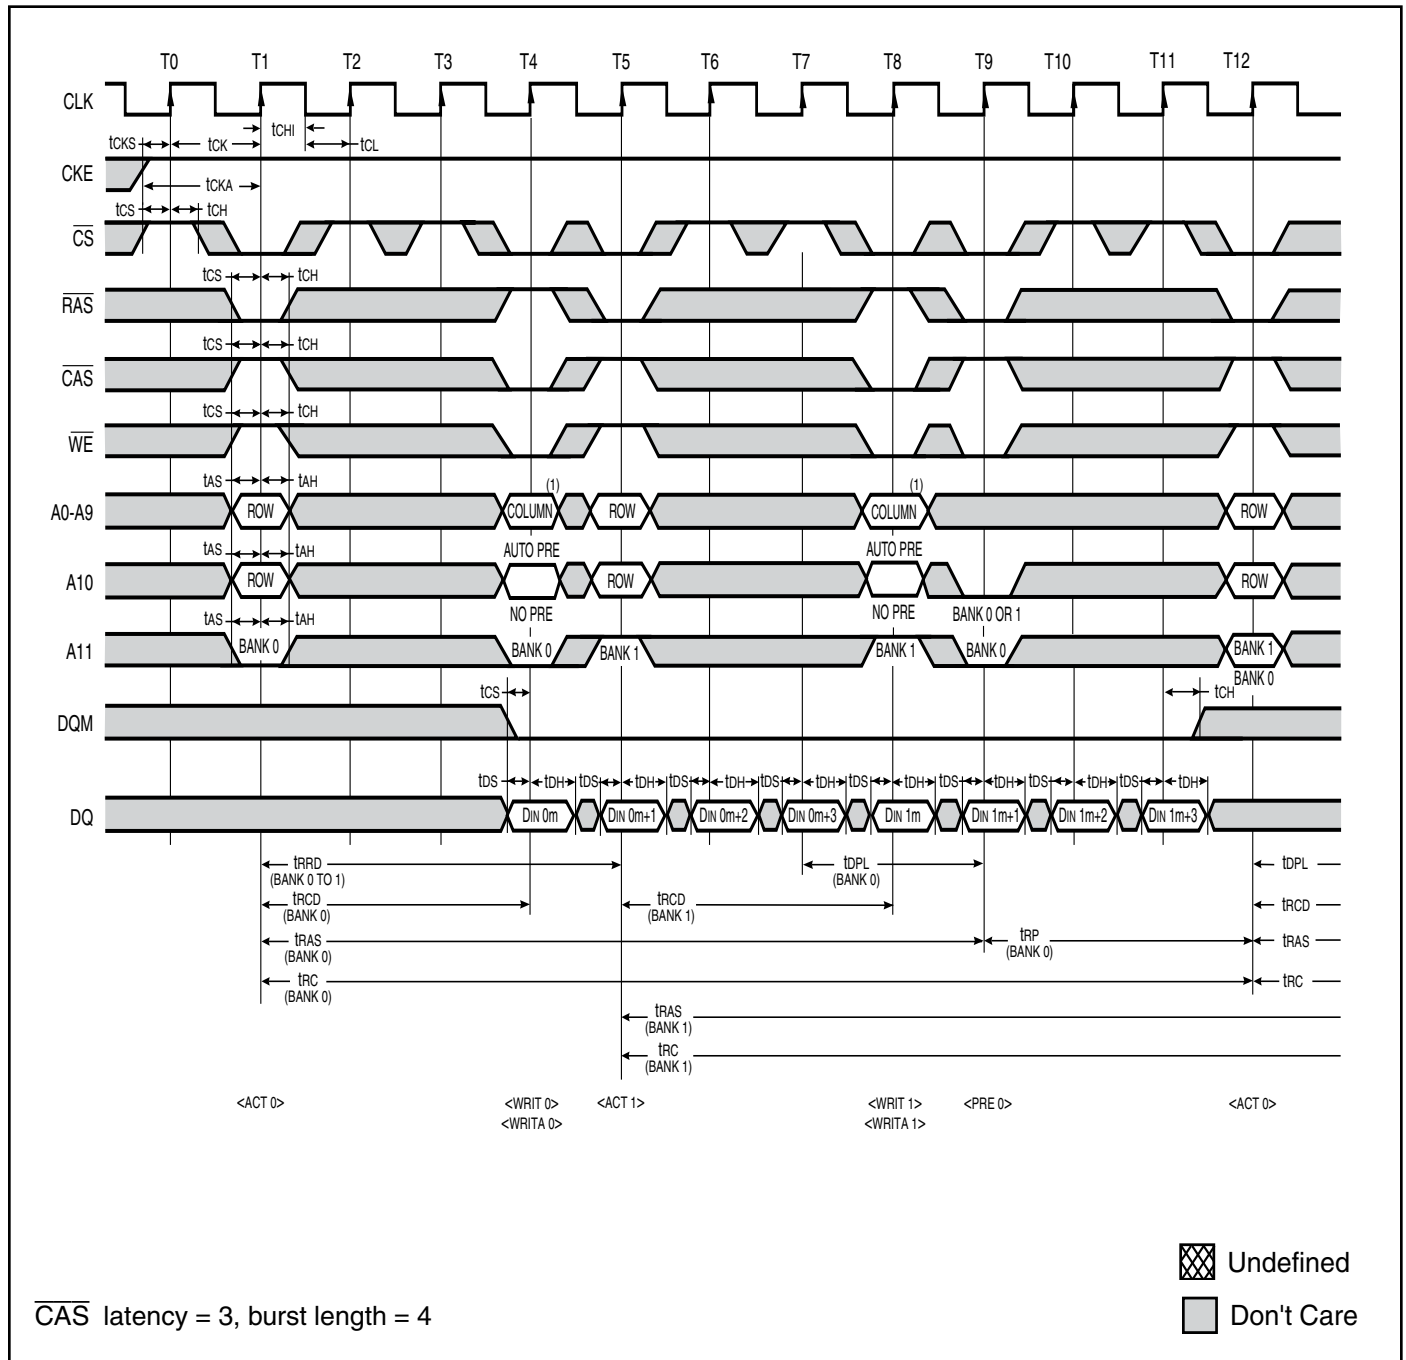 T0 T1 T2 T3 T4 T5 T6 T7 T8 T9 T10 T11 T12
CLK
tCHI
tCKS tCK tCL
CKE
tCKA
tCS tCH
CS
tCS tCH
RAS
tCS tCH
CAS
tCS tCH
WE
tAS tAH (1) (1)
A0-A9 ROW COLUMN ROW COLUMN ROW
tAS tAH AUTO PRE AUTO PRE
A10 ROW ROW ROW
NO PRE NO PRE BANK 0 OR 1
tAS tAH
A11 BANK 0 BANK 0 BANK 1 BANK 1 BANK 0 BANK 1
BANK 0
tCS tCH
DQM
tDS tDH tDS tDH tDS tDH tDS tDH tDS tDH tDS tDH tDS tDH tDS tDH
DQ DIN 0m DIN 0m+1 DIN 0m+2 DIN 0m+3 DIN 1m DIN 1m+1 DIN 1m+2 DIN 1m+3
tRRD tDPL tDPL
(BANK 0 TO 1) (BANK 0)
tRCD tRCD tRCD
(BANK 0) (BANK 1)
tRAS tRP tRAS
(BANK 0) (BANK 0)
tRC tRC
(BANK 0)
tRAS
(BANK 1)
tRC
(BANK 1)
<ACT 0> <WRIT 0> <ACT 1> <WRIT 1> <PRE 0> <ACT 0>
<WRITA 0> <WRITA 1>
Undefined
CAS latency = 3, burst length = 4 Don't Care